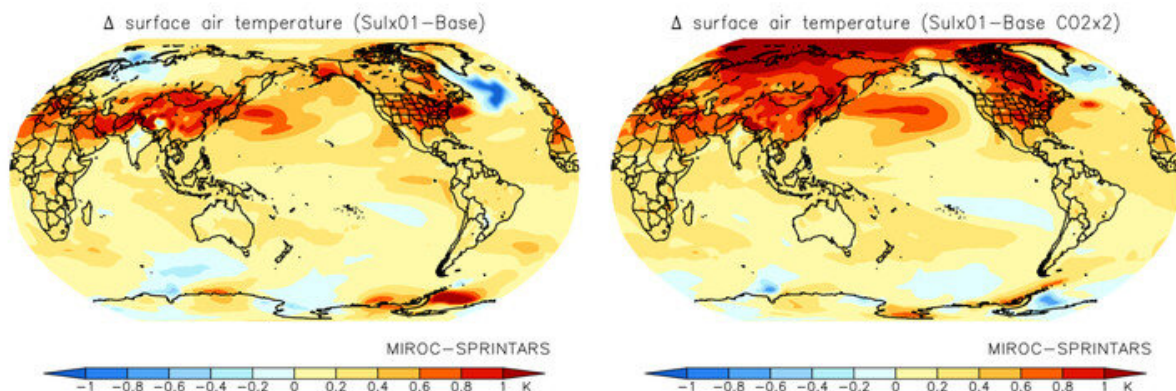 Δ surface air temperature (Sulx01-Base)
Δ surface air temperature (Sulx01-Base CO2x2)
MIROC-SPRINTARS
MIROC-SPRINTARS
-1 -0.8 -0.6 -0.4 -0.2 0 0.2 0.4 0.6 0.8 1 K
-1 -0.8 -0.6 -0.4 -0.2 0 0.2 0.4 0.6 0.8 K